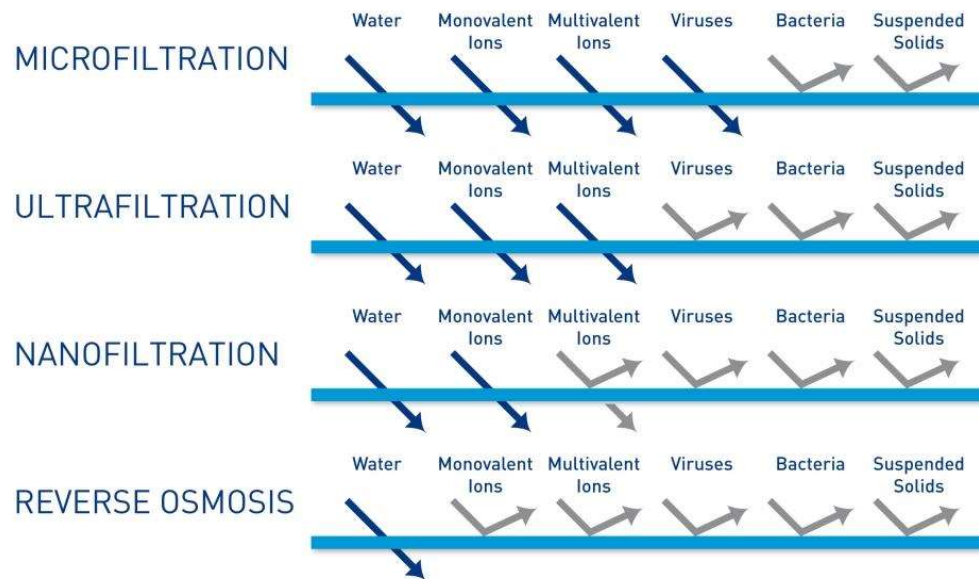 Water Monovalent Ions Multivalent Ions Viruses Bacteria Suspended Solids
MICROFILTRATION
Water Monovalent Ions Multivalent Ions Viruses Bacteria Suspended Solids
ULTRAFILTRATION
Water Monovalent Ions Multivalent Ions Viruses Bacteria Suspended Solids
NANOFILTRATION
Water Monovalent Ions Multivalent Ions Viruses Bacteria Suspended Solids
REVERSE OSMOSIS